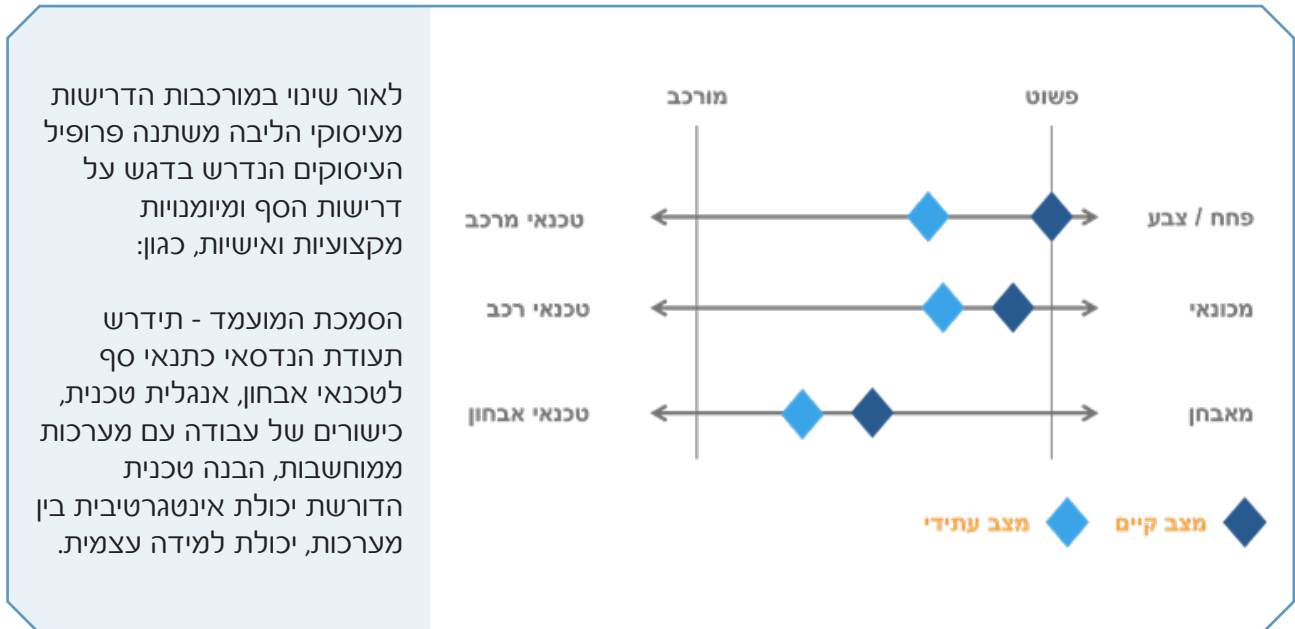 לאור שינוי במורכבות הדרישות
מעיסוקי הליבה משתנה פרופיל
העיסוקים הנדרש בדגש על
דרישות הסף ומיומנויות
מקצועיות ואישיות, כגון:
הסמכת המועמד - תידרש
תעודת הנדסאי כתנאי סף
לטכנאי אבחון, אנגלית טכנית,
כישורים של עבודה עם מערכות
ממוחשבות, הבנה טכנית
הדורשת יכולת אינטגרטיבית בין
מערכות, יכולת למידה עצמית.
פשוט
מורכב
פחח / צבע
טכנאי מרכב
מכונאי
טכנאי רכב
מאבחן
טכנאי אבחון
מצב קיים
מצב עתידי